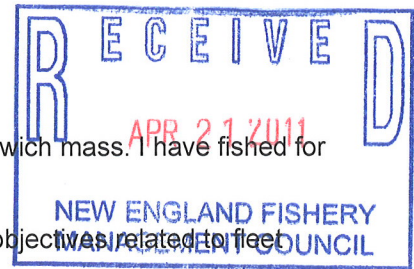 RECEIVED
APR 21 2011
wich mass. I have fished for
NEW ENGLAND FISHERY
MANAGEMENT COUNCIL
objectives related to fleet